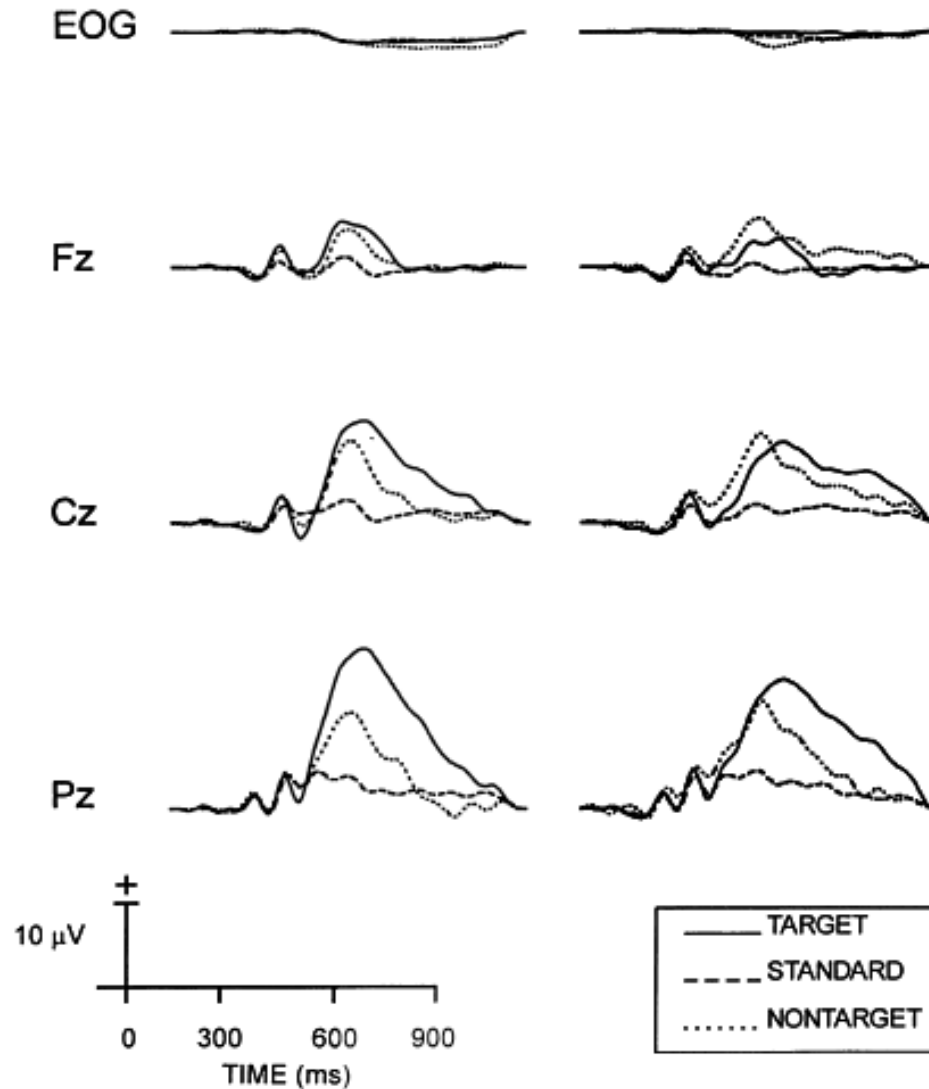 EOG
Fz
Cz
Pz
+
10 μV
0 300 600 900
TIME (ms)
TARGET
STANDARD
NONTARGET